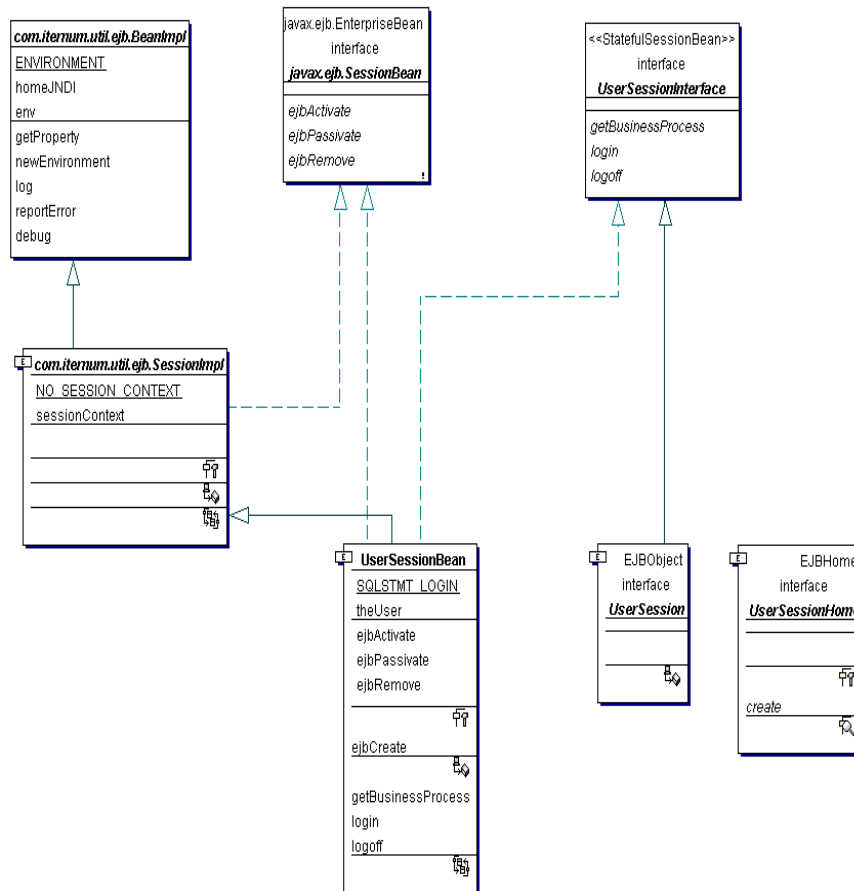 com.iternum.util.ejb.BeanImpl
ENVIRONMENT
homeJNDI
env
getProperty
newEnvironment
log
reportError
debug
javax.ejb.EnterpriseBean
interface
javax.ejb.SessionBean
ejbActivate
ejbPassivate
ejbRemove
!
<<StatefulSessionBean>>
interface
UserSessionInterface
getBusinessProcess
login
logoff
E
com.iternum.util.ejb.SessionImpl
NO_SESSION_CONTEXT
sessionContext
E
UserSessionBean
SQLSTMT_LOGIN
theUser
ejbActivate
ejbPassivate
ejbRemove
ejbCreate
getBusinessProcess
login
logoff
E
EJBObject
interface
UserSession
E
EJBHome
interface
UserSessionHome
create